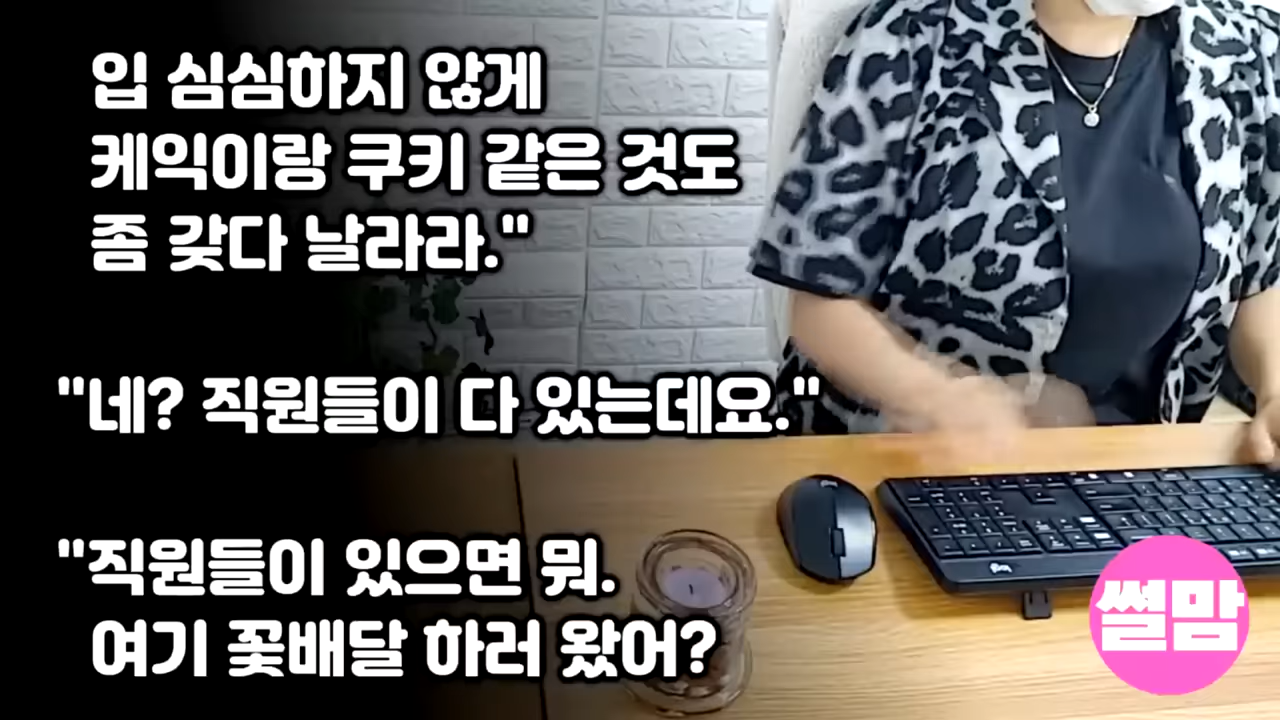 입 심심하지 않게
케익이랑 쿠키 같은 것도
좀 갖다 날라라."
"네? 직원들이 다 있는데요."
"직원들이 있으면 뭐.
여기 꽃배달 하러 왔어?
썰맘